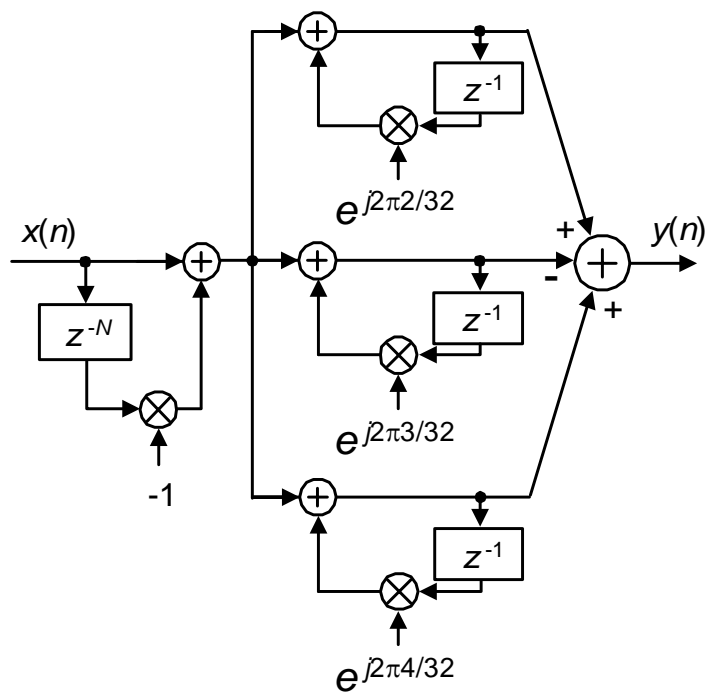 z⁻¹
e^{j2π2/32}
x(n)
+
y(n)
-
z⁻¹
+
z^{-N}
e^{j2π3/32}
-1
z⁻¹
e^{j2π4/32}